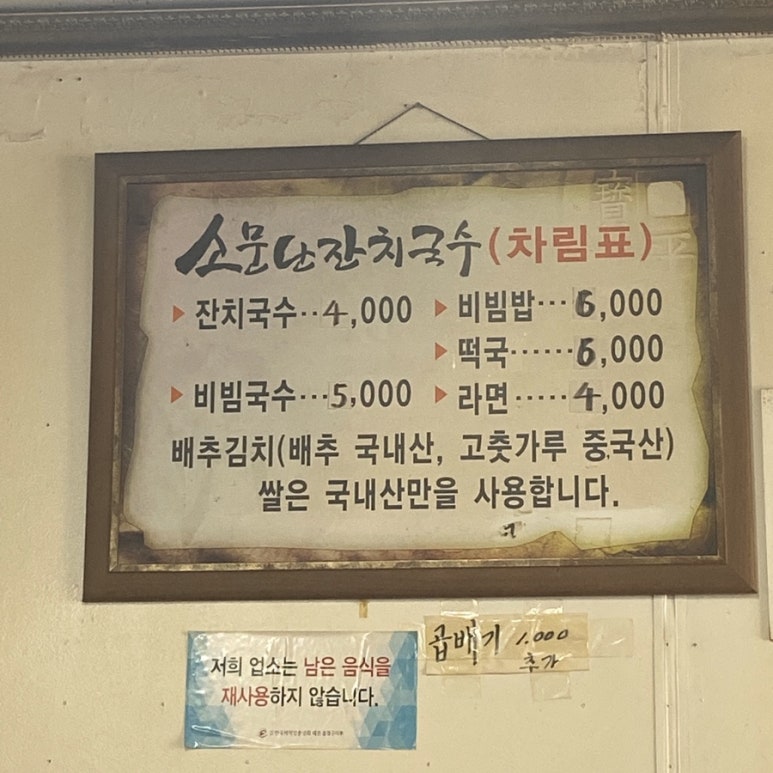 소문난잔치국수(차림표)
▶ 잔치국수··4,000 ▶ 비빔밥···6,000
▶ 떡국······6,000
▶ 비빔국수···5,000 ▶ 라면·····4,000
배추김치(배추 국내산, 고춧가루 중국산)
쌀은 국내산만을 사용합니다.
곱배기 1.000
추가
저희 업소는 남은 음식을
재사용하지 않습니다.